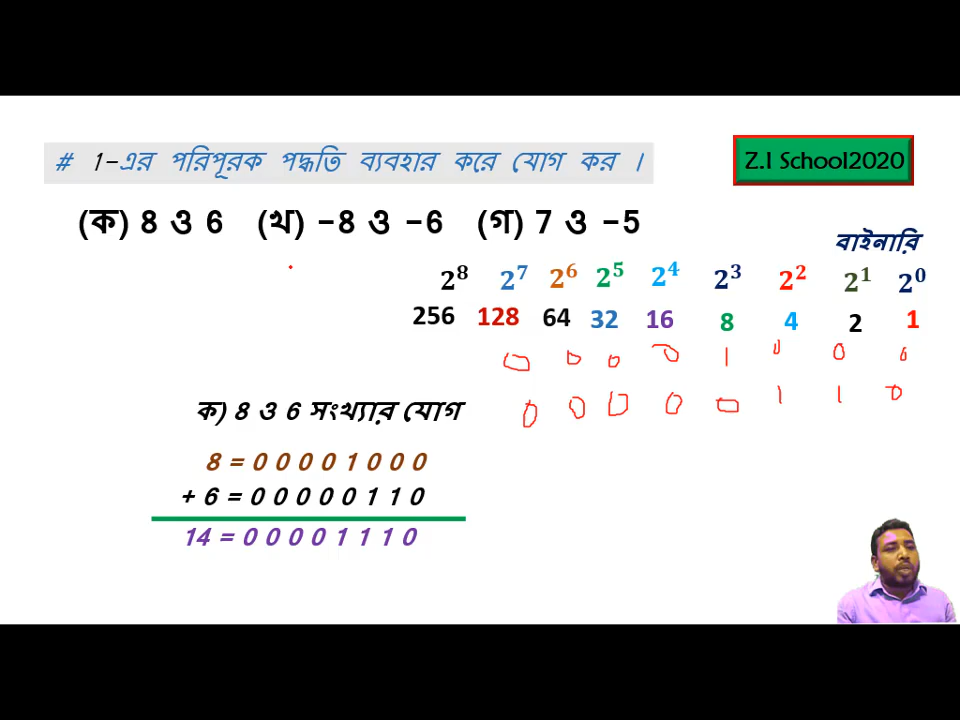 # 1-এর পরিপূরক পদ্ধতি ব্যবহার করে যোগ কর ।
Z.I School2020
(ক) 8 ও 6 (খ) -8 ও -6 (গ) 7 ও -5
বাইনারি
2⁸ 2⁷ 2⁶ 2⁵ 2⁴ 2³ 2² 2¹ 2⁰
256 128 64 32 16 8 4 2 1
0 0 0 0 1 0 0 0
0 0 0 0 0 1 1 0
ক) 8 ও 6 সংখ্যার যোগ
8 = 0 0 0 0 1 0 0 0
+ 6 = 0 0 0 0 0 1 1 0
14 = 0 0 0 0 1 1 1 0